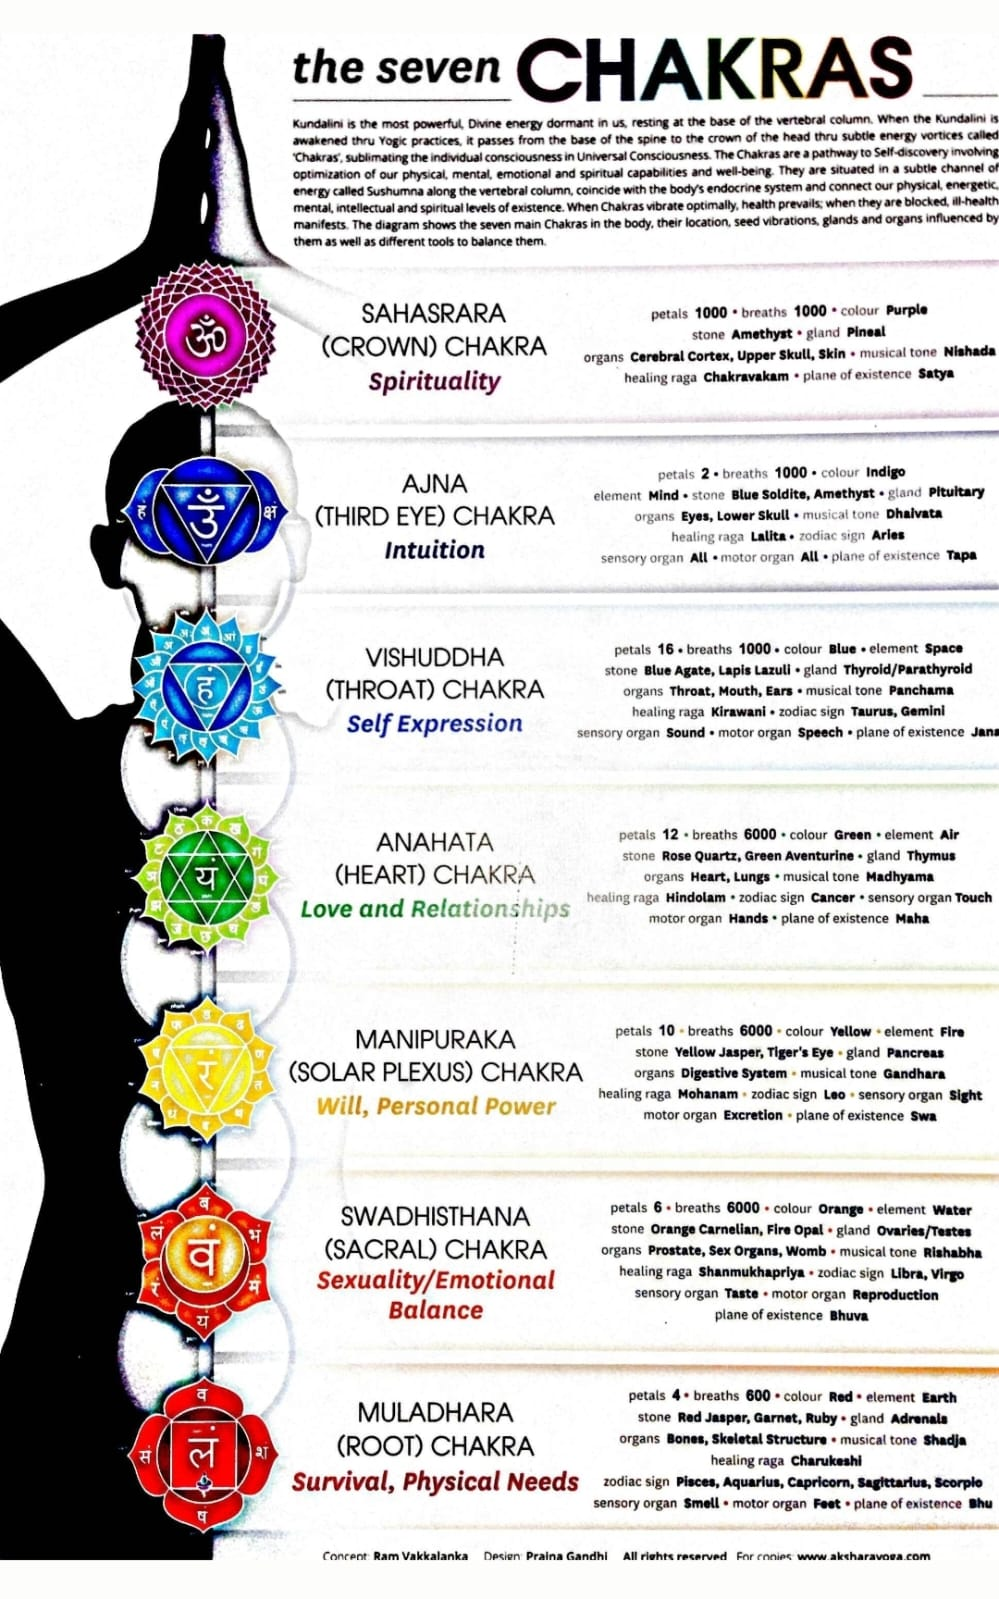 the seven CHAKRAS
Kundalini is the most powerful, Divine energy dormant in us, resting at the base of the vertebral column. When the Kundalini is
awakened thru Yogic practices, it passes from the base of the spine to the crown of the head thru subtle energy vortices called
'Chakras', sublimating the individual consciousness in Universal Consciousness. The Chakras are a pathway to Self-discovery involving
optimization of our physical, mental, emotional and spiritual capabilities and well-being. They are situated in a subtle channel of
energy called Sushumna along the vertebral column, coincide with the body's endocrine system and connect our physical, energetic,
mental, intellectual and spiritual levels of existence. When Chakras vibrate optimally, health prevails; when they are blocked, ill-health
manifests. The diagram shows the seven main Chakras in the body, their location, seed vibrations, glands and organs influenced by
them as well as different tools to balance them.
ॐ
SAHASRARA
(CROWN) CHAKRA
Spirituality
petals 1000 • breaths 1000 • colour Purple
stone Amethyst • gland Pineal
organs Cerebral Cortex, Upper Skull, Skin • musical tone Nishada
healing raga Chakravakam • plane of existence Satya
हं ॐ क्षं
AJNA
(THIRD EYE) CHAKRA
Intuition
petals 2 • breaths 1000 • colour Indigo
element Mind • stone Blue Soldite, Amethyst • gland Pituitary
organs Eyes, Lower Skull • musical tone Dhaivata
healing raga Lalita • zodiac sign Aries
sensory organ All • motor organ All • plane of existence Tapa
हं
VISHUDDHA
(THROAT) CHAKRA
Self Expression
petals 16 • breaths 1000 • colour Blue • element Space
stone Blue Agate, Lapis Lazuli • gland Thyroid/Parathyroid
organs Throat, Mouth, Ears • musical tone Panchama
healing raga Kirawani • zodiac sign Taurus, Gemini
sensory organ Sound • motor organ Speech • plane of existence Jana
यं
ANAHATA
(HEART) CHAKRA
Love and Relationships
petals 12 • breaths 6000 • colour Green • element Air
stone Rose Quartz, Green Aventurine • gland Thymus
organs Heart, Lungs • musical tone Madhyama
healing raga Hindolam • zodiac sign Cancer • sensory organ Touch
motor organ Hands • plane of existence Maha
रं
MANIPURAKA
(SOLAR PLEXUS) CHAKRA
Will, Personal Power
petals 10 • breaths 6000 • colour Yellow • element Fire
stone Yellow Jasper, Tiger's Eye • gland Pancreas
organs Digestive System • musical tone Gandhara
healing raga Mohanam • zodiac sign Leo • sensory organ Sight
motor organ Excretion • plane of existence Swa
बं
लं भं
वं
रं मं
यं
SWADHISTHANA
(SACRAL) CHAKRA
Sexuality/Emotional
Balance
petals 6 • breaths 6000 • colour Orange • element Water
stone Orange Carnelian, Fire Opal • gland Ovaries/Testes
organs Prostate, Sex Organs, Womb • musical tone Rishabha
healing raga Shanmukhapriya • zodiac sign Libra, Virgo
sensory organ Taste • motor organ Reproduction
plane of existence Bhuva
वं
सं लं शं
षं
MULADHARA
(ROOT) CHAKRA
Survival, Physical Needs
petals 4 • breaths 600 • colour Red • element Earth
stone Red Jasper, Garnet, Ruby • gland Adrenals
organs Bones, Skeletal Structure • musical tone Shadja
healing raga Charukeshi
zodiac sign Pisces, Aquarius, Capricorn, Sagittarius, Scorpio
sensory organ Smell • motor organ Feet • plane of existence Bhu
Concept: Ram Vakkalanka Design: Prajna Gandhi All rights reserved For copies: www.aksharayoga.com